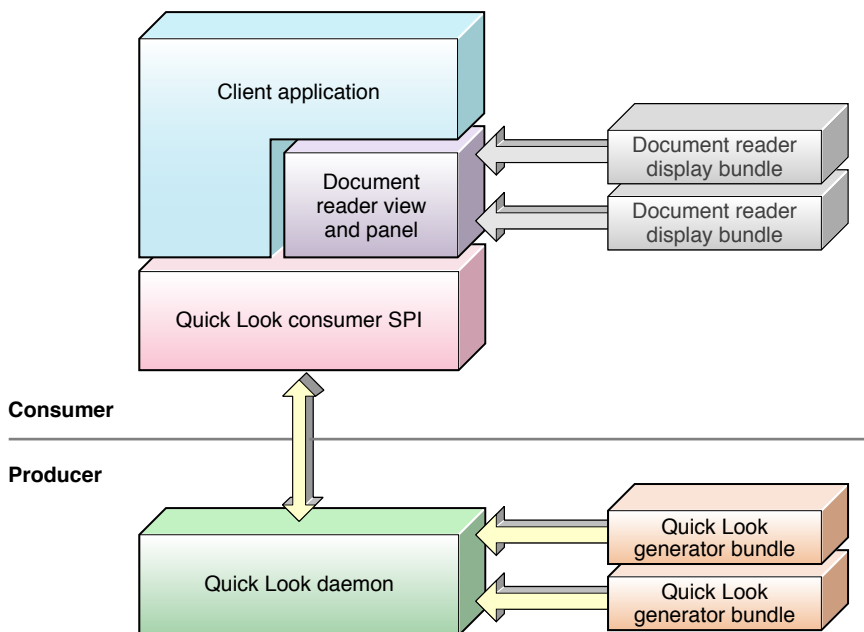 Client application
Document
reader view
and panel
Document reader
display bundle
Document reader
display bundle
Quick Look consumer SPI
Consumer
Producer
Quick Look daemon
Quick Look
generator bundle
Quick Look
generator bundle